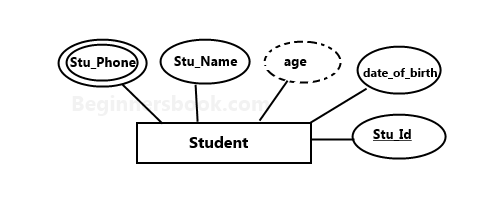 Stu_Phone
Stu_Name
age
date_of_birth
Beginnersbook.com
Stu_Id
Student